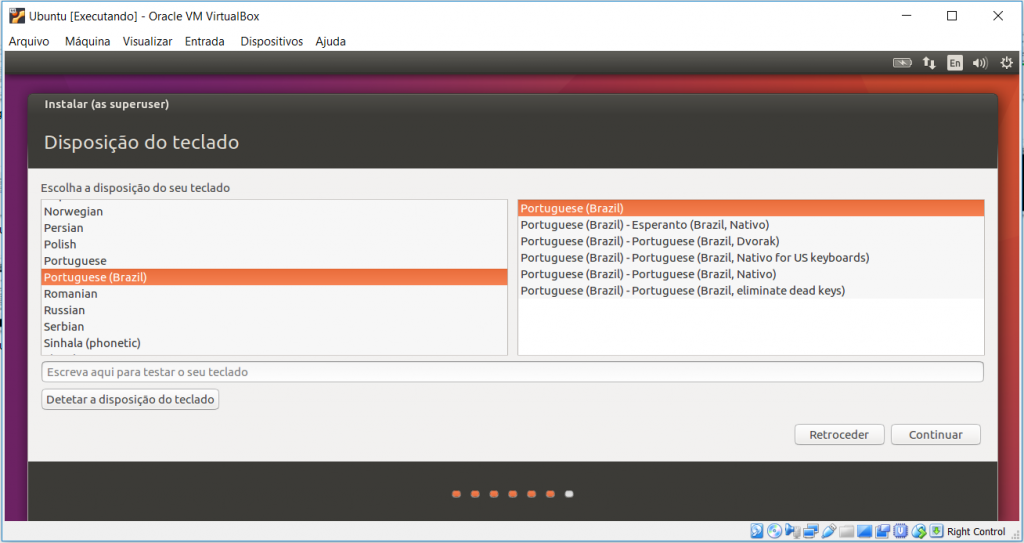 Ubuntu [Executando] - Oracle VM VirtualBox
Arquivo Máquina Visualizar Entrada Dispositivos Ajuda
En
Instalar (as superuser)
Disposição do teclado
Escolha a disposição do seu teclado
Norwegian
Persian
Polish
Portuguese
Portuguese (Brazil)
Romanian
Russian
Serbian
Sinhala (phonetic)
Portuguese (Brazil)
Portuguese (Brazil) - Esperanto (Brazil, Nativo)
Portuguese (Brazil) - Portuguese (Brazil, Dvorak)
Portuguese (Brazil) - Portuguese (Brazil, Nativo for US keyboards)
Portuguese (Brazil) - Portuguese (Brazil, Nativo)
Portuguese (Brazil) - Portuguese (Brazil, eliminate dead keys)
Escreva aqui para testar o seu teclado
Detetar a disposição do teclado
Retroceder Continuar
Right Control